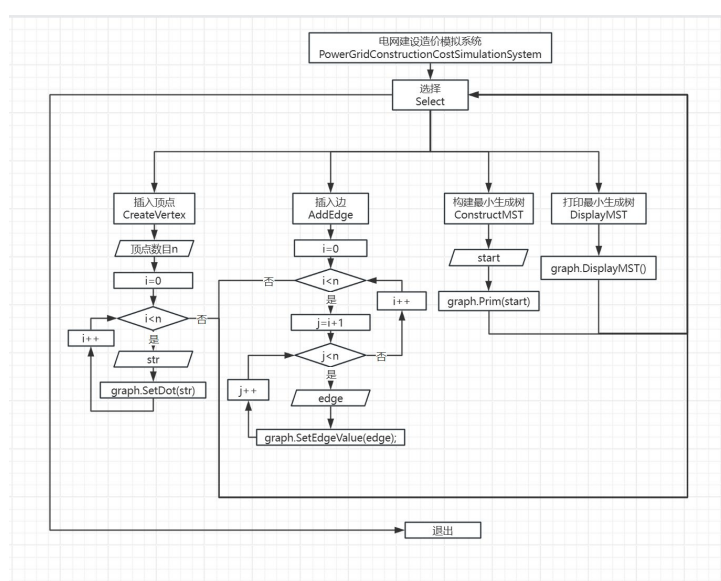 电网建设造价模拟系统
PowerGridConstructionCostSimulationSystem
选择
Select
插入顶点
CreateVertex
顶点数目n
i=0
i<n
否
是
i++
str
graph.SetDot(str)
插入边
AddEdge
i=0
i<n
否
是
i++
j=i+1
j<n
否
是
j++
edge
graph.SetEdgeValue(edge);
构建最小生成树
ConstructMST
start
graph.Prim(start)
打印最小生成树
DisplayMST
graph.DisplayMST()
退出